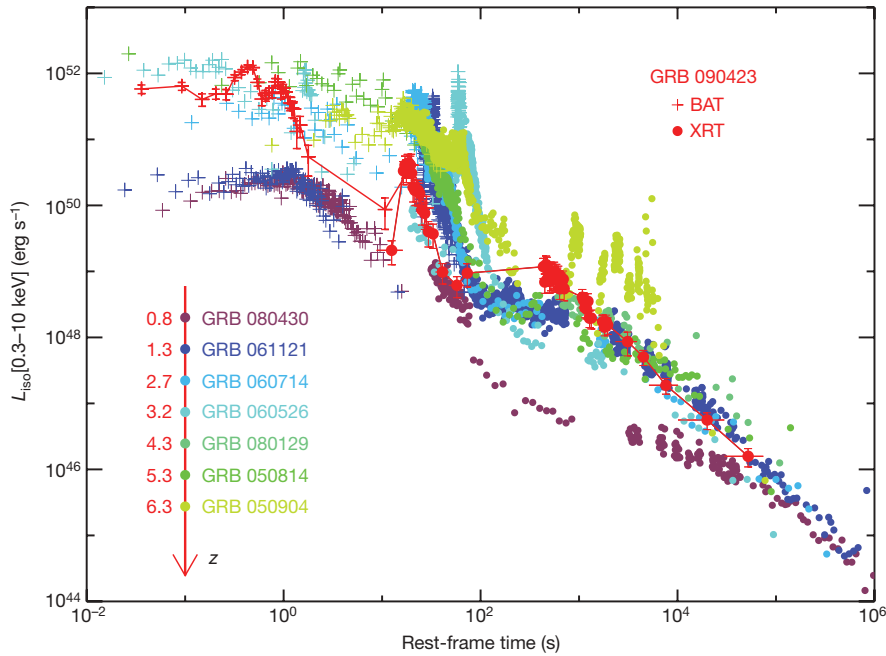 10^52
10^50
10^48
10^46
10^44
L_iso[0.3–10 keV] (erg s^−1)
GRB 090423
BAT
XRT
0.8 GRB 080430
1.3 GRB 061121
2.7 GRB 060714
3.2 GRB 060526
4.3 GRB 080129
5.3 GRB 050814
6.3 GRB 050904
z
10^−2 10^0 10^2 10^4 10^6
Rest-frame time (s)